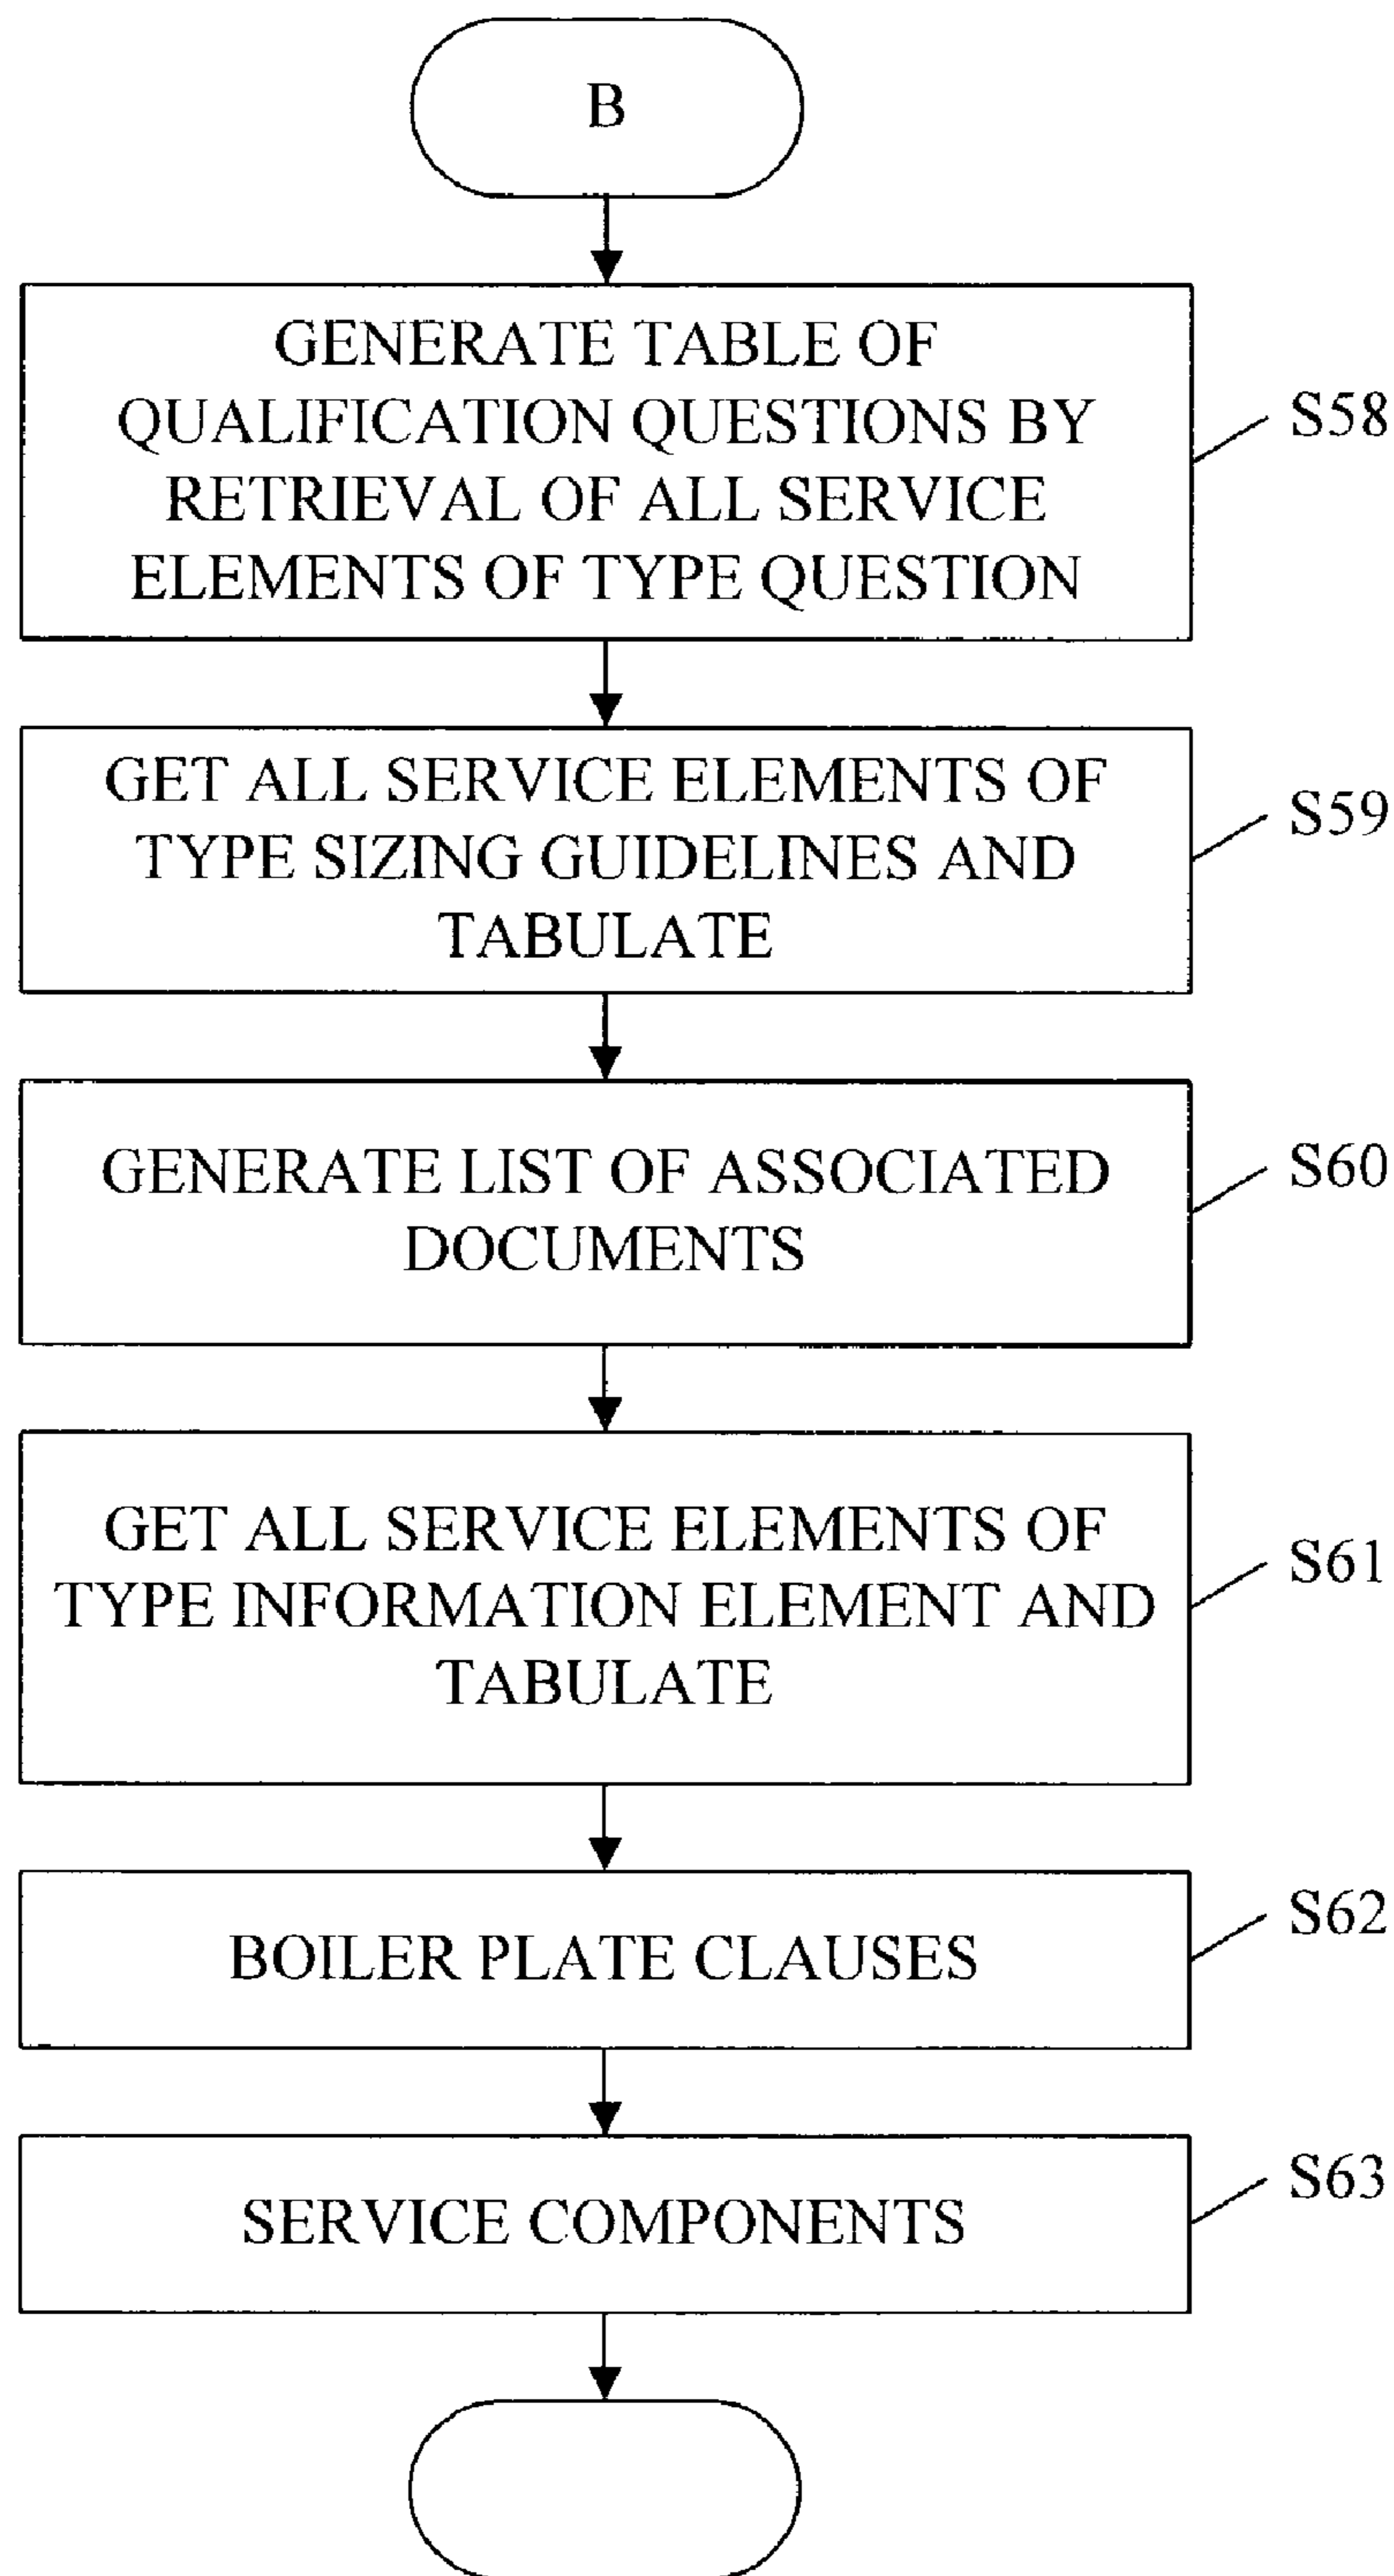 B
GENERATE TABLE OF
QUALIFICATION QUESTIONS BY
RETRIEVAL OF ALL SERVICE
ELEMENTS OF TYPE QUESTION
S58
GET ALL SERVICE ELEMENTS OF
TYPE SIZING GUIDELINES AND
TABULATE
S59
GENERATE LIST OF ASSOCIATED
DOCUMENTS
S60
GET ALL SERVICE ELEMENTS OF
TYPE INFORMATION ELEMENT AND
TABULATE
S61
BOILER PLATE CLAUSES
S62
SERVICE COMPONENTS
S63